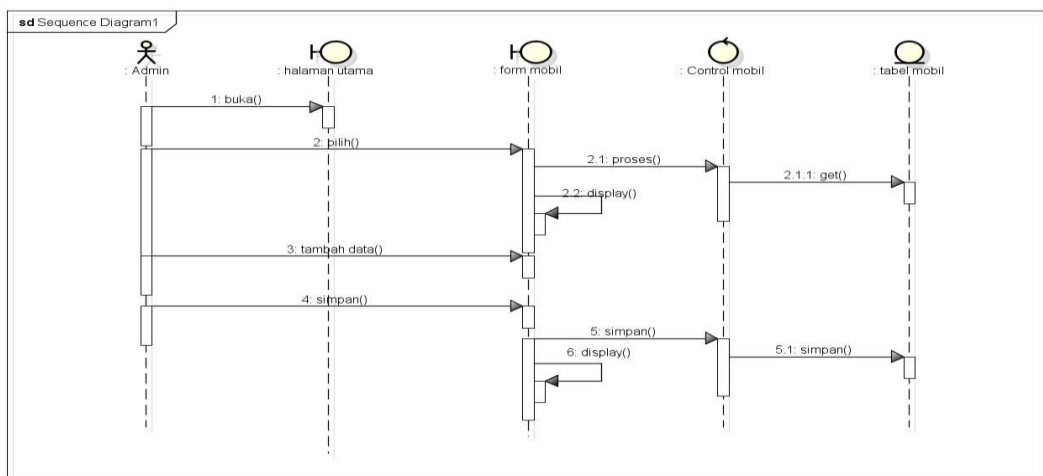 sd Sequence Diagram1
: Admin
: halaman utama
: form mobil
: Control mobil
: tabel mobil
1: buka()
2: pilih()
2.1: proses()
2.1.1: get()
2.2: display()
3: tambah data()
4: simpan()
5: simpan()
5.1: simpan()
6: display()